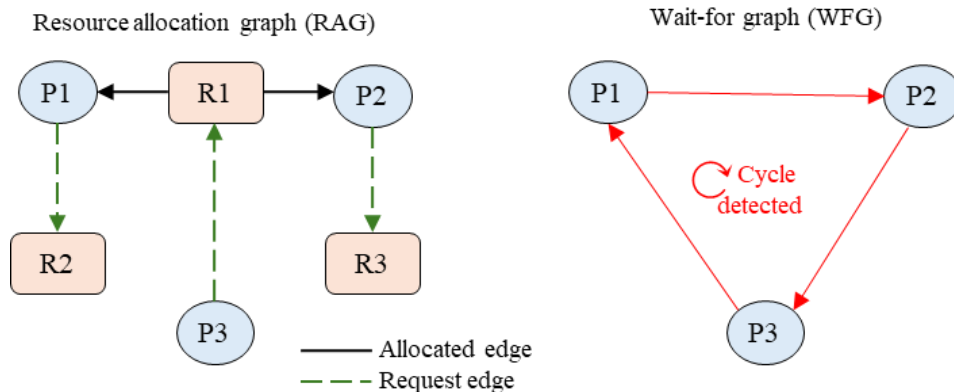 Resource allocation graph (RAG)
P1
R1
P2
R2
R3
P3
Allocated edge
Request edge
Wait-for graph (WFG)
P1
P2
Cycle
detected
P3